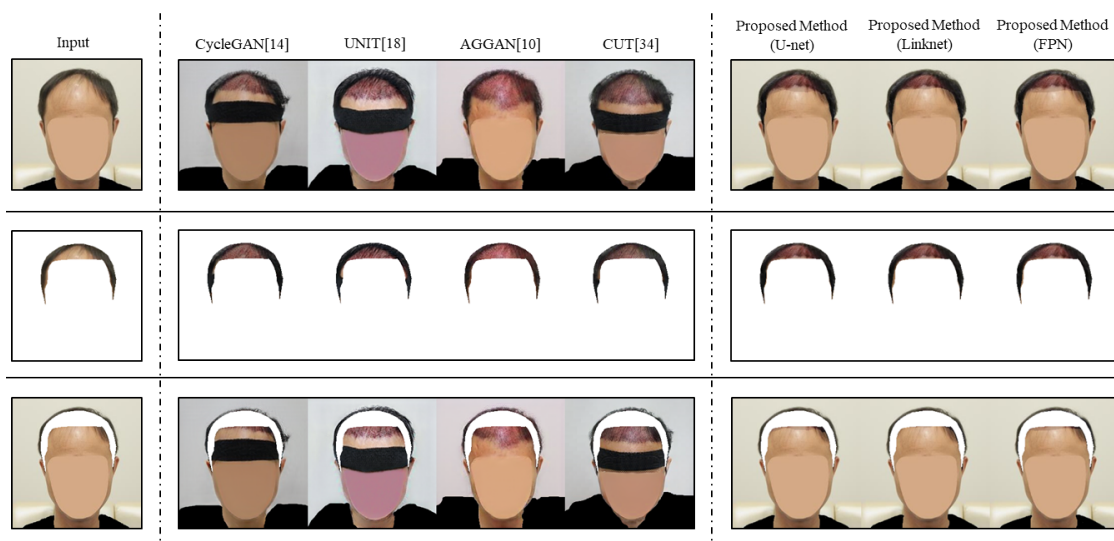 Input
CycleGAN[14]
UNIT[18]
AGGAN[10]
CUT[34]
Proposed Method
(U-net)
Proposed Method
(Linknet)
Proposed Method
(FPN)